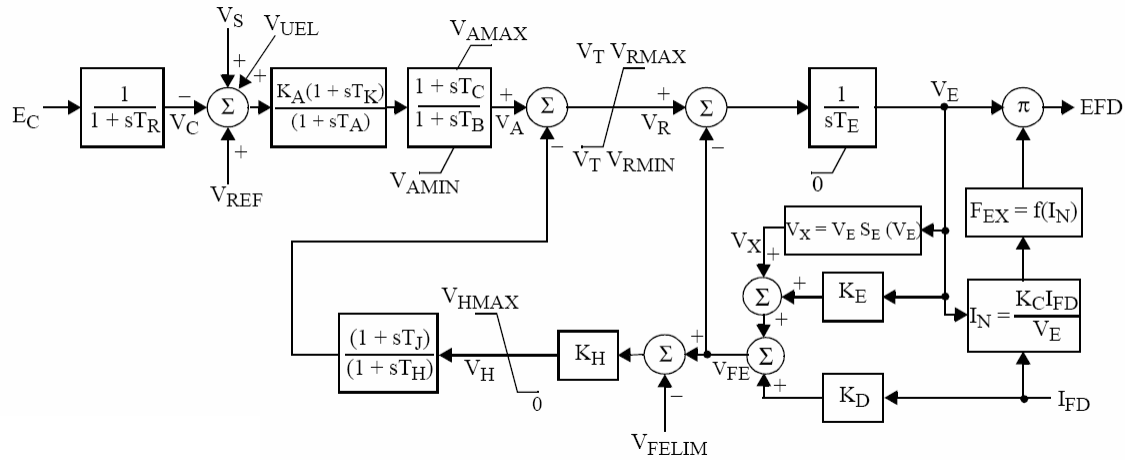 V_S
V_UEL
V_AMAX
V_T V_RMAX
E_C
1
1 + sT_R
−
V_C
+
+
Σ
+
V_REF
K_A(1 + sT_K)
(1 + sT_A)
1 + sT_C
1 + sT_B
V_AMIN
+
V_A
Σ
−
V_T V_RMIN
+
V_R
Σ
−
1
sT_E
0
V_E
π
EFD
F_EX = f(I_N)
V_X = V_E S_E (V_E)
V_X
+
Σ
+
K_E
I_N = K_C I_FD
V_E
+
V_HMAX
(1 + sT_J)
(1 + sT_H)
V_H
0
K_H
Σ
+
V_FE
Σ
−
+
K_D
I_FD
V_FELIM